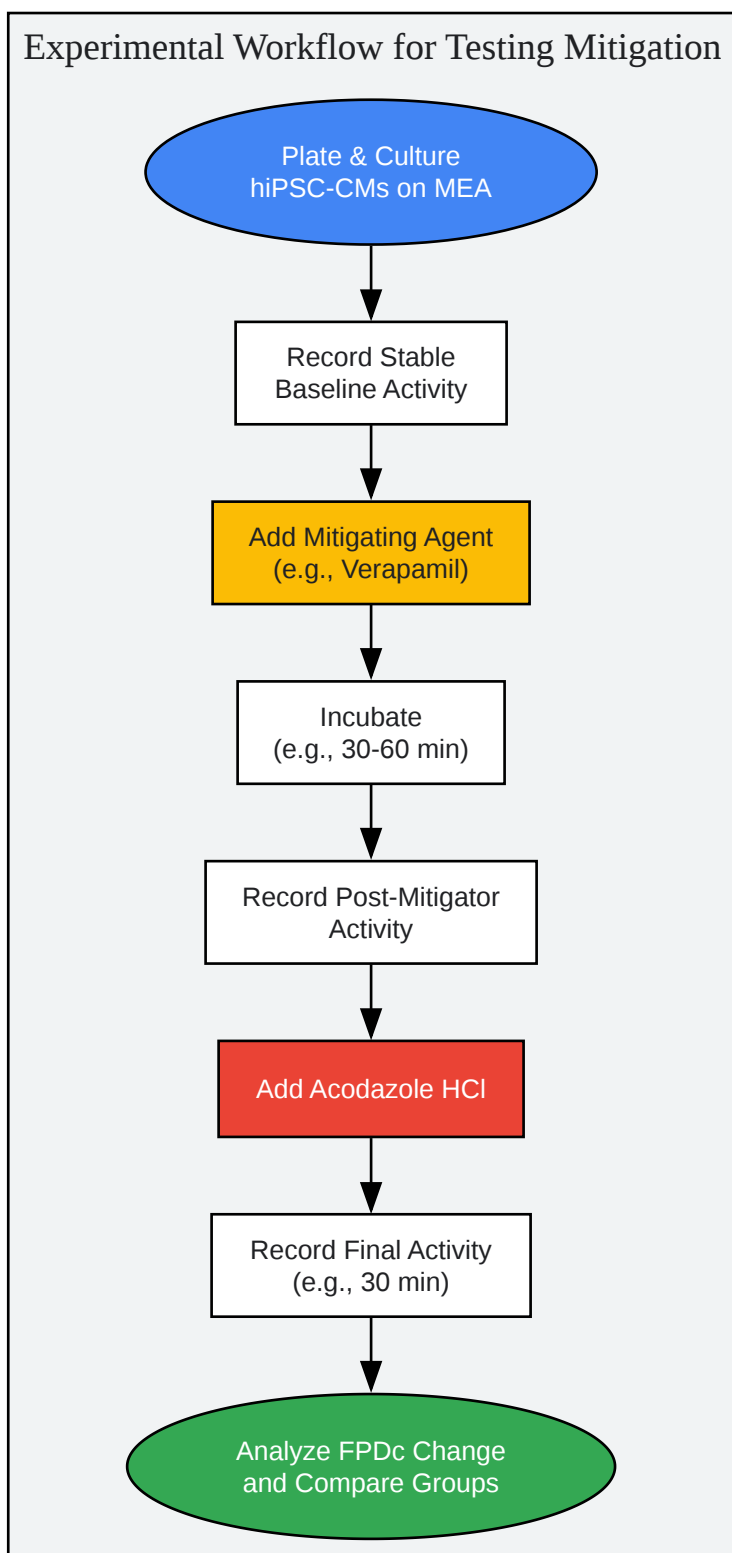 Experimental Workflow for Testing Mitigation
Plate & Culture
hiPSC-CMs on MEA
Record Stable
Baseline Activity
Add Mitigating Agent
(e.g., Verapamil)
Incubate
(e.g., 30-60 min)
Record Post-Mitigator
Activity
Add Acodazole HCl
Record Final Activity
(e.g., 30 min)
Analyze FPDc Change
and Compare Groups